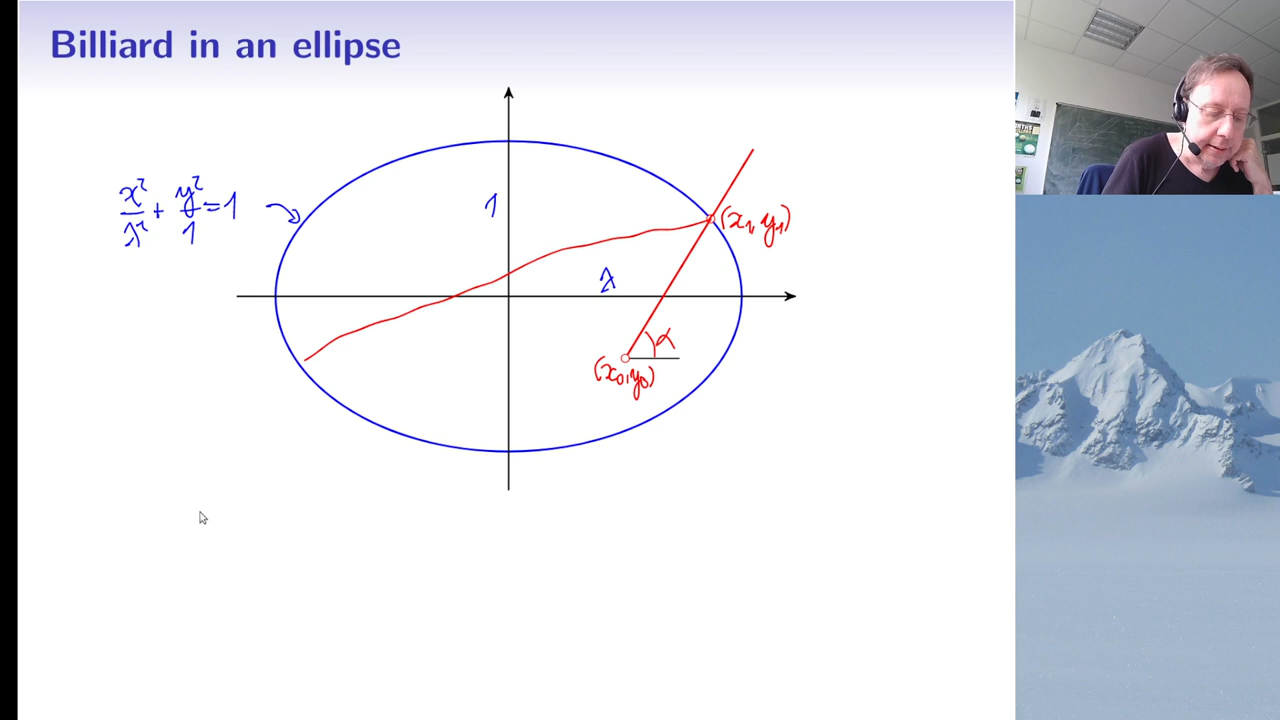 Billiard in an ellipse
x²/λ² + y²/1 = 1
1
(x₁, y₁)
λ
α
(x₀, y₀)